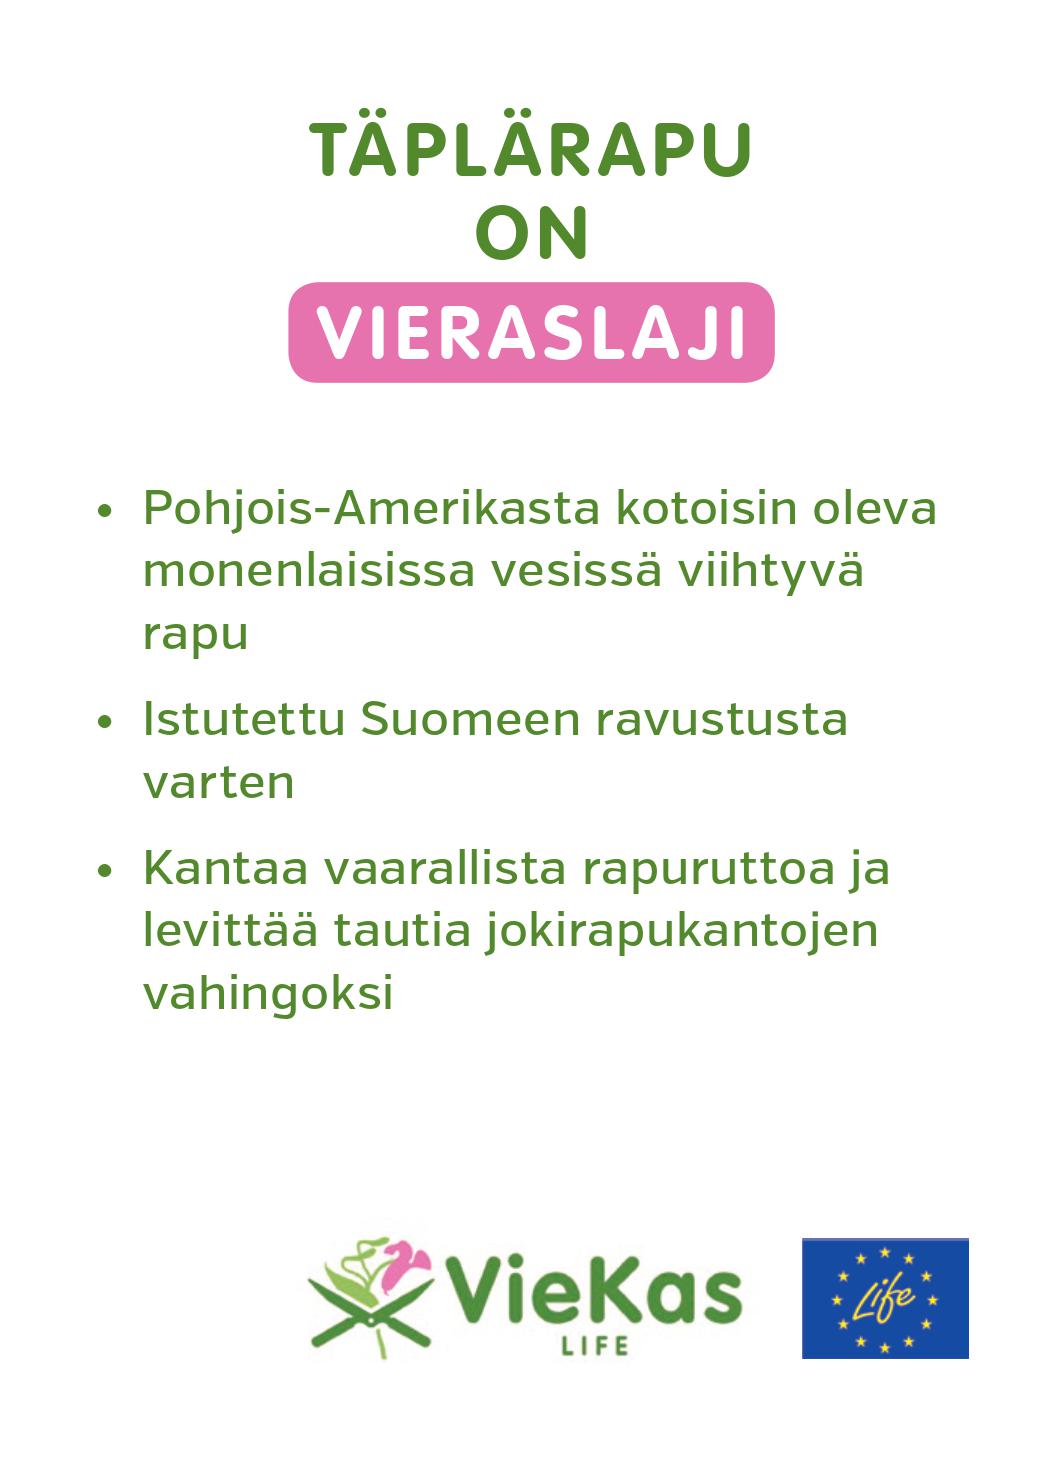 TÄPLÄRAPU
ON
VIERASLAJI
• Pohjois-Amerikasta kotoisin oleva
monenlaisissa vesissä viihtyvä
rapu
• Istutettu Suomeen ravustusta
varten
• Kantaa vaarallista rapuruttoa ja
levittää tautia jokirapukantojen
vahingoksi
VieKas
LIFE
Life